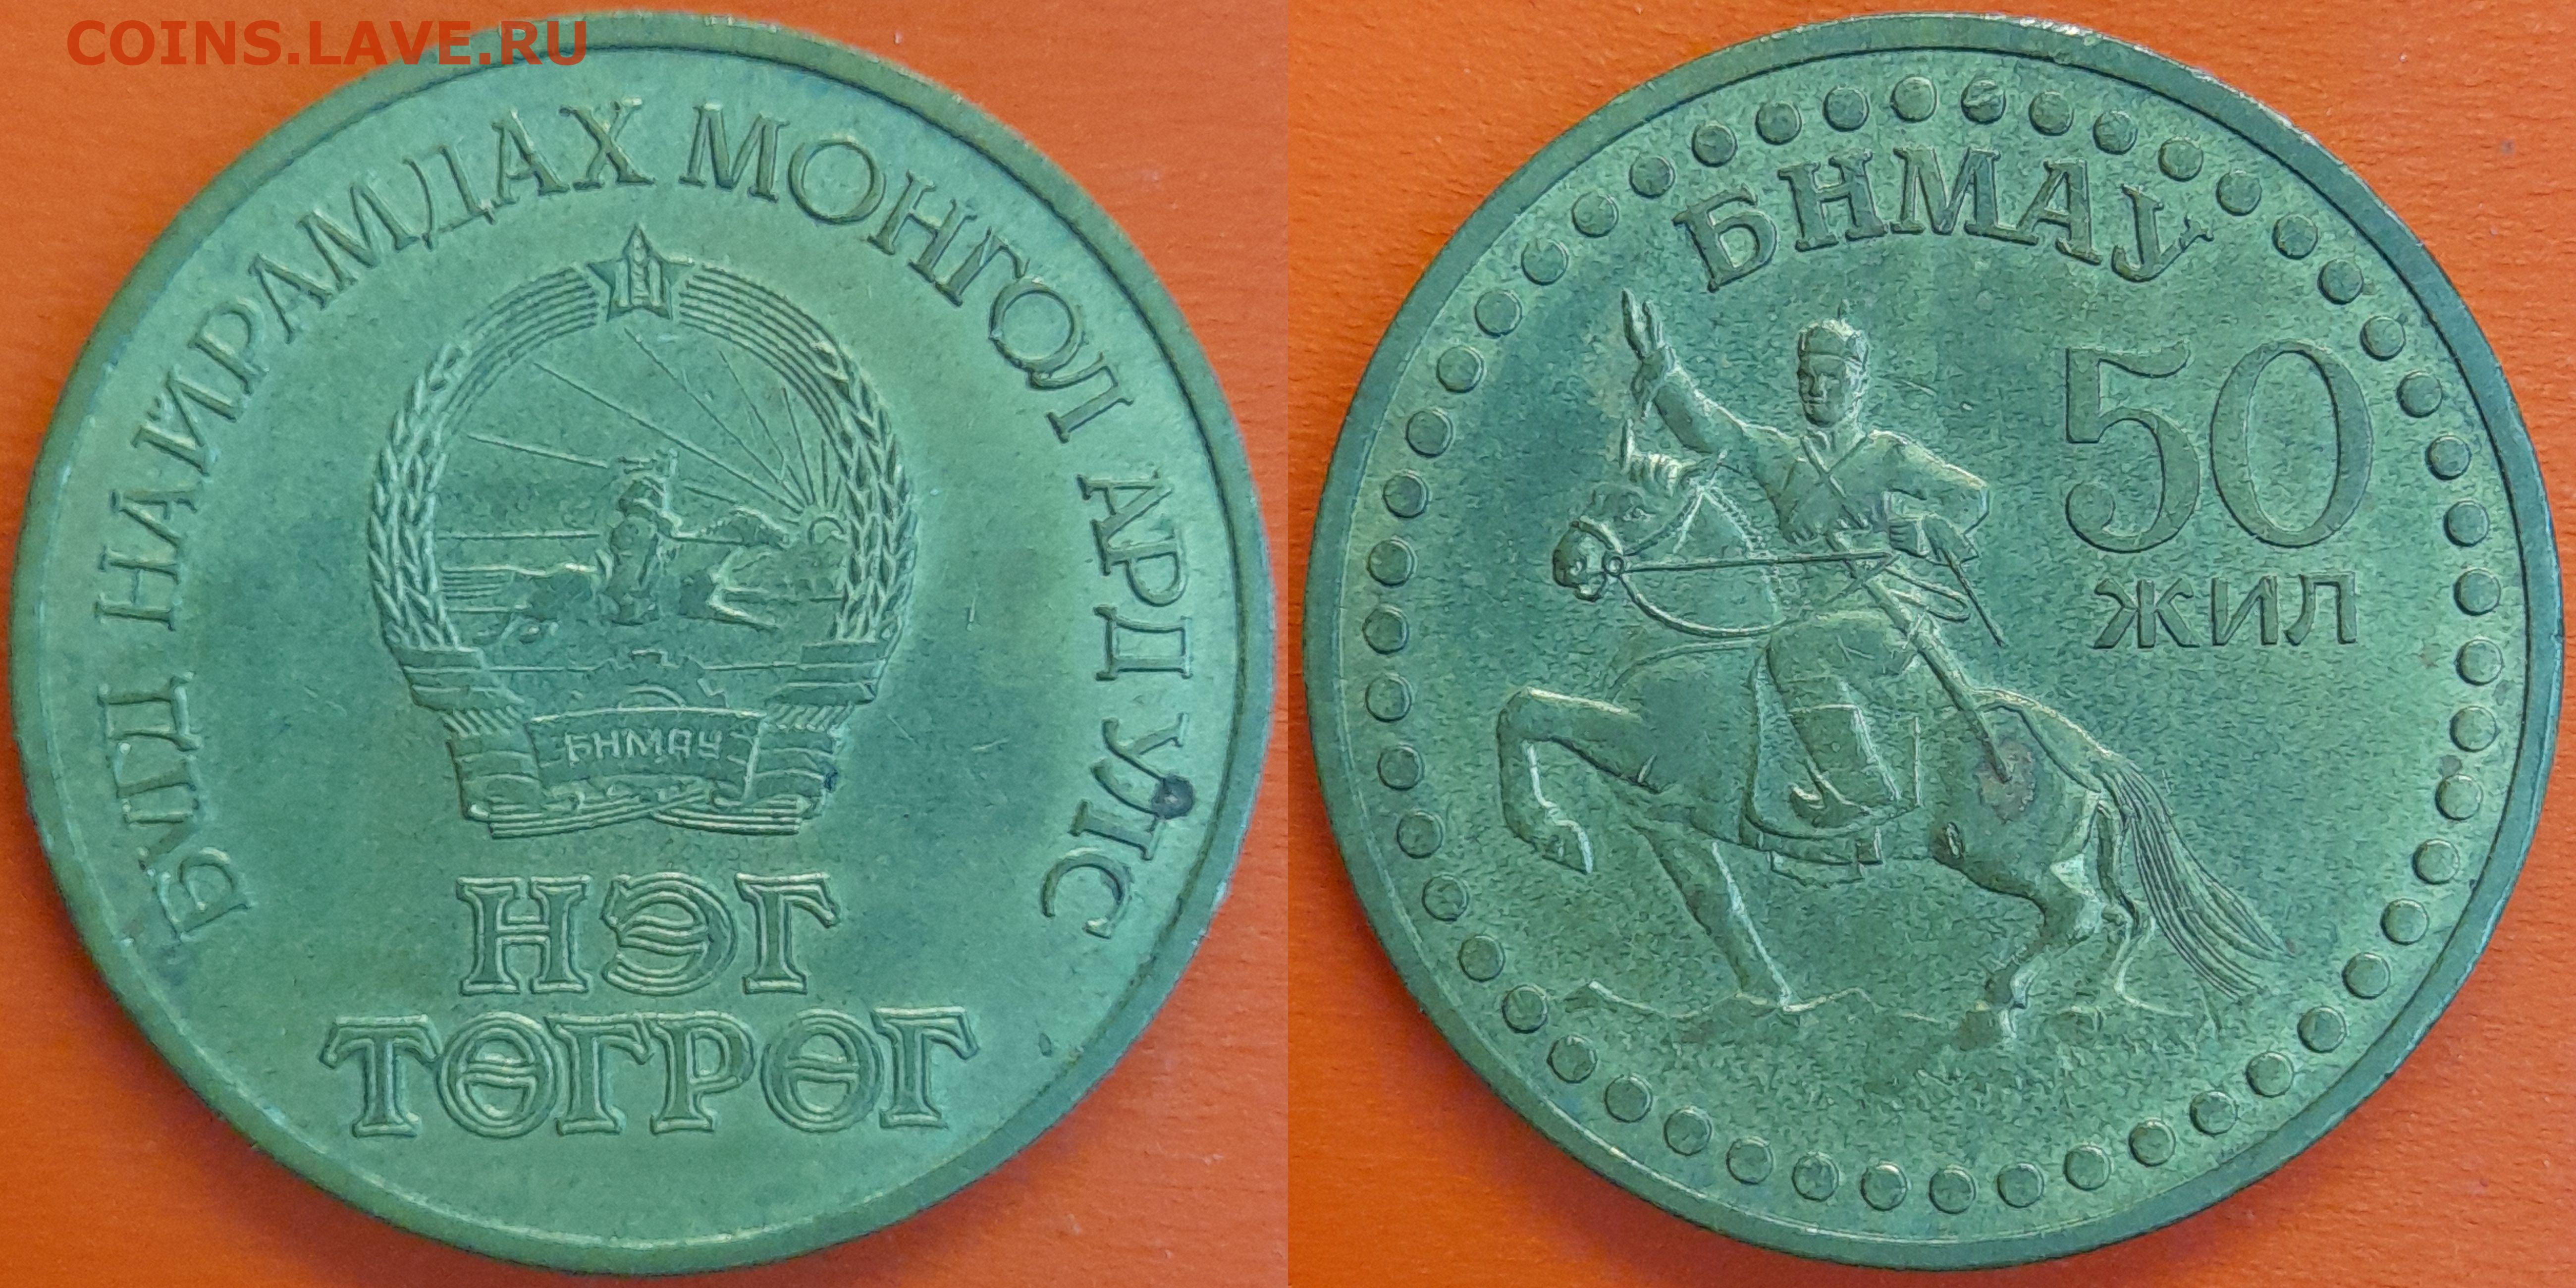 COINS.LAVE.RU
БҮГД НАЙРАМДАХ МОНГОЛ АРД УЛС
БНМАУ
НЭГ
ТӨГРӨГ
БНМАУ
50
ЖИЛ